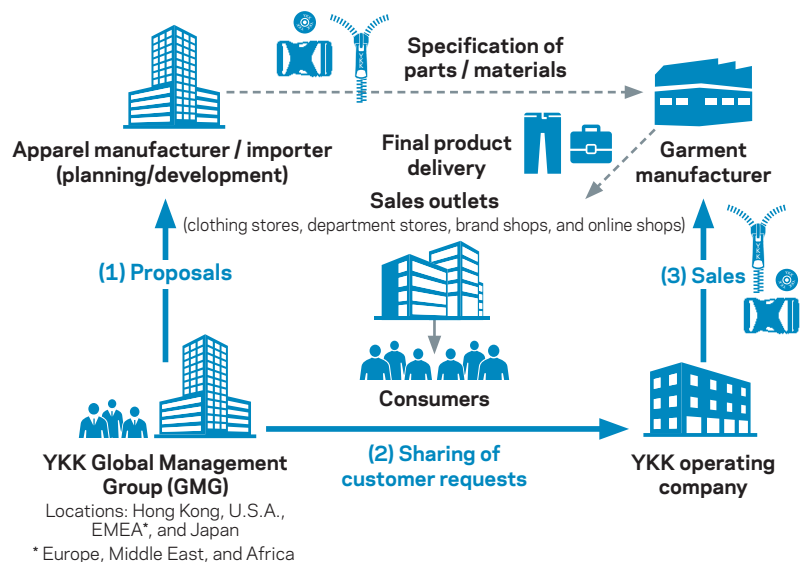 Specification of
parts / materials
Apparel manufacturer / importer
(planning/development)
Final product
delivery
Garment
manufacturer
Sales outlets
(clothing stores, department stores, brand shops, and online shops)
(1) Proposals
(3) Sales
Consumers
(2) Sharing of
customer requests
YKK Global Management
Group (GMG)
Locations: Hong Kong, U.S.A.,
EMEA*, and Japan
* Europe, Middle East, and Africa
YKK operating
company